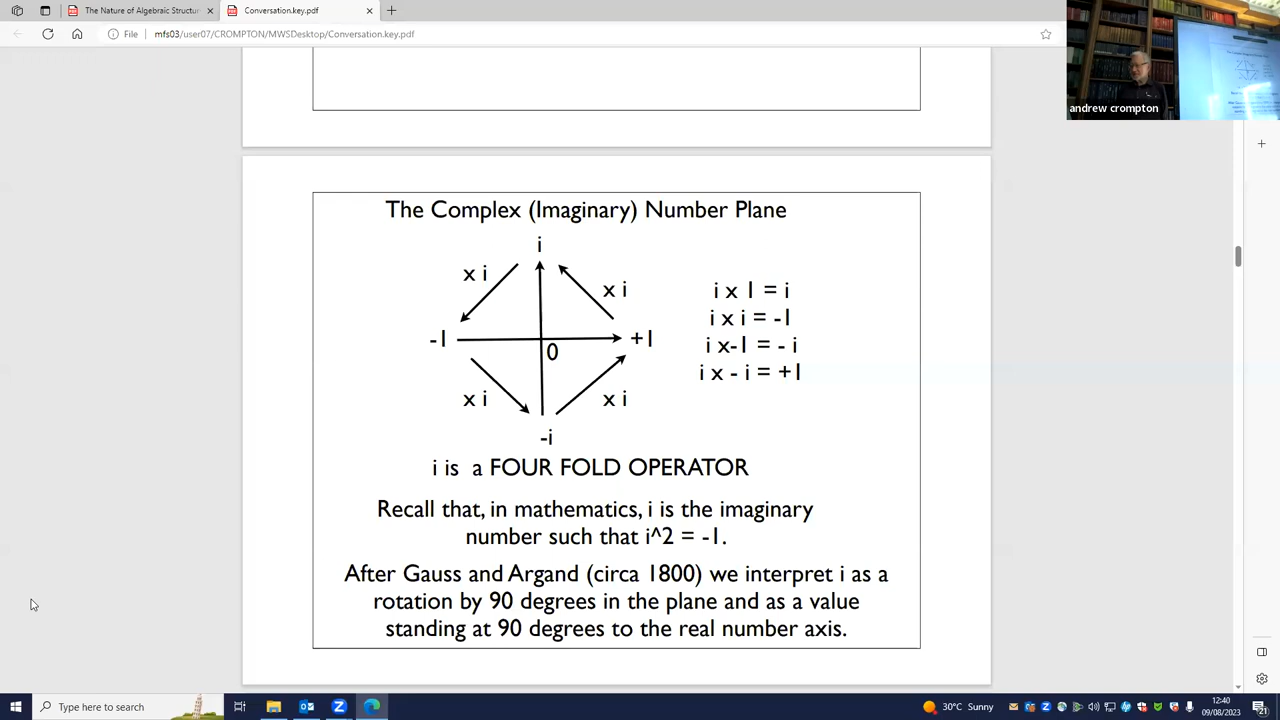 The Nature of Algebraic Structu
Conversation.key.pdf
File
mfs03/user07/CROMPTON/MWSDesktop/Conversation.key.pdf
andrew crompton
The Complex (Imaginary) Number Plane
i
x i
x i
-1
+1
0
x i
x i
-i
i x 1 = i
i x i = -1
i x-1 = - i
i x - i = +1
i is a FOUR FOLD OPERATOR
Recall that, in mathematics, i is the imaginary
number such that i^2 = -1.
After Gauss and Argand (circa 1800) we interpret i as a
rotation by 90 degrees in the plane and as a value
standing at 90 degrees to the real number axis.
Type here to search
30°C Sunny
12:40
09/08/2023
21